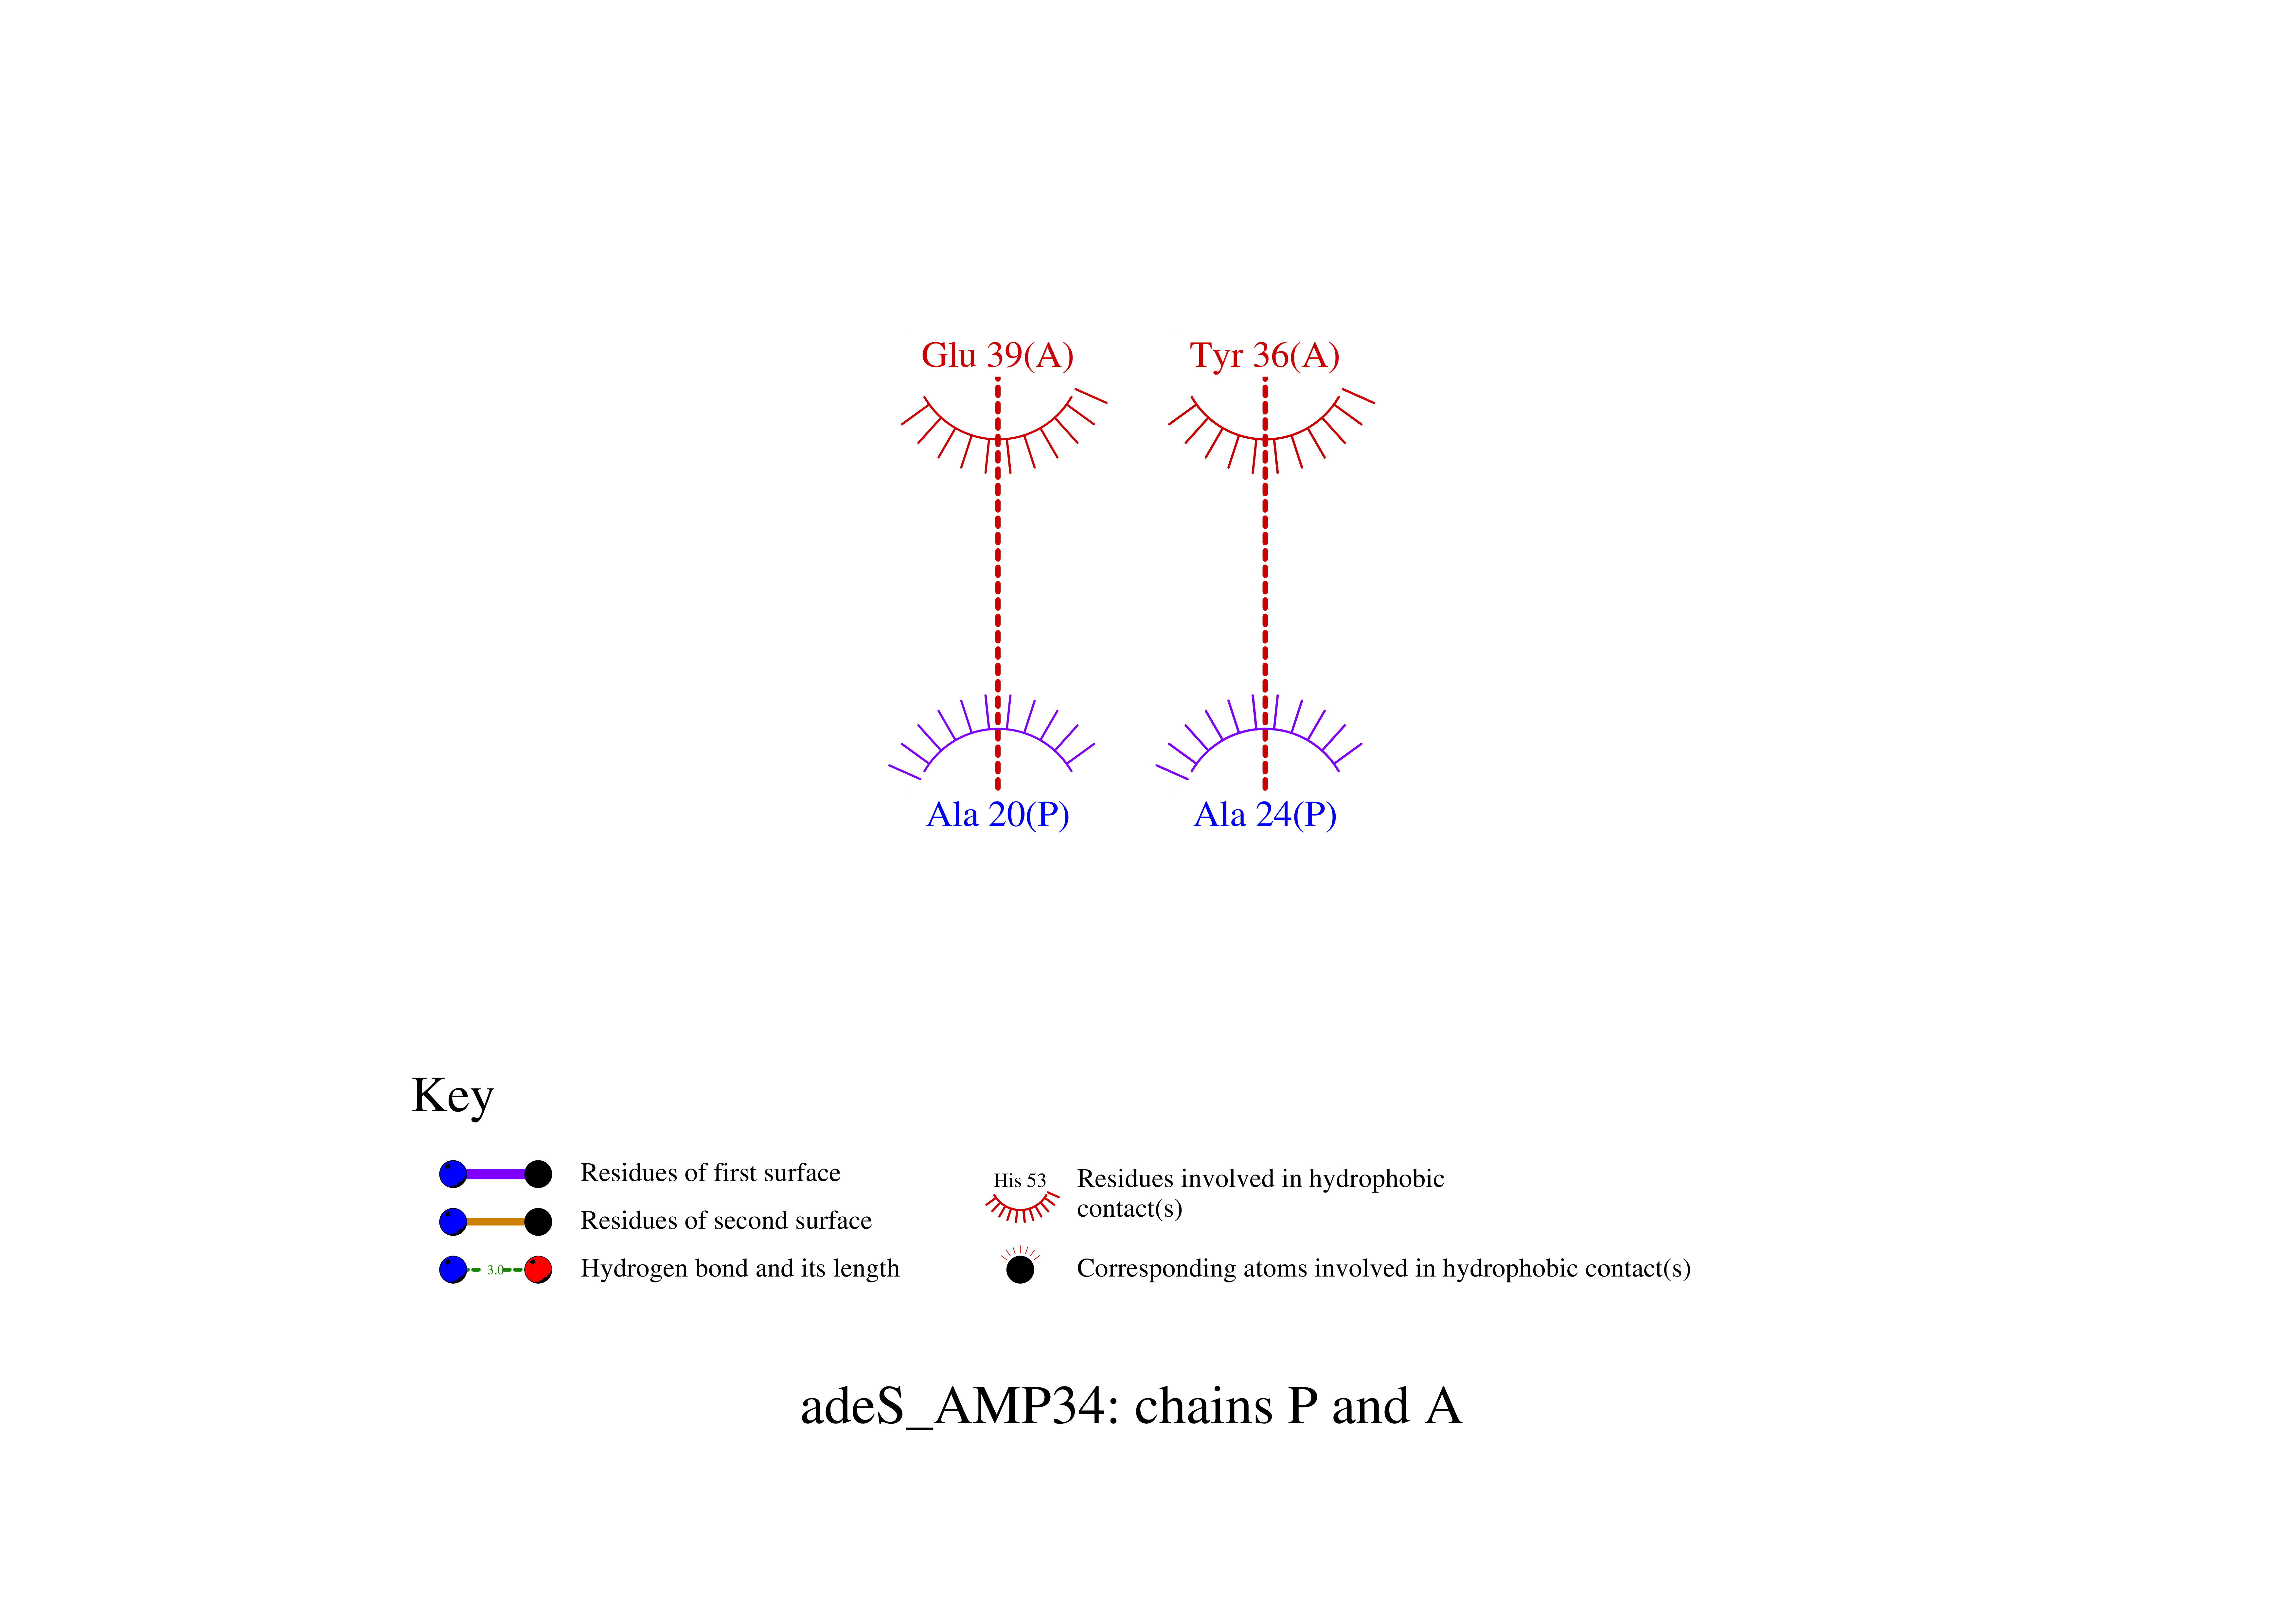 Glu 39(A) Tyr 36(A)
Ala 20(P) Ala 24(P)
Key
Residues of first surface
Residues of second surface
3.0 Hydrogen bond and its length
His 53 Residues involved in hydrophobic
contact(s)
Corresponding atoms involved in hydrophobic contact(s)
adeS_AMP34: chains P and A